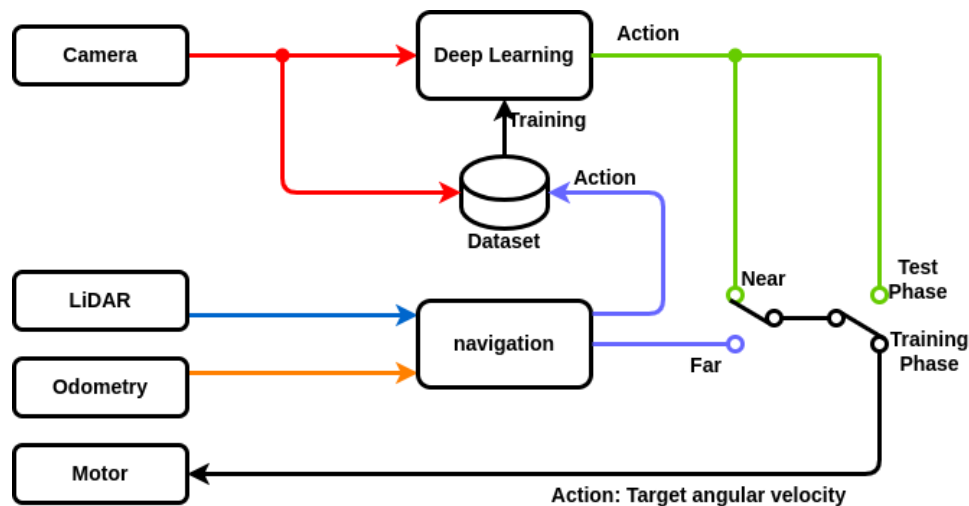 Camera
Deep Learning
Action
Training
Action
Dataset
Near
Test
Phase
LiDAR
navigation
Training
Phase
Far
Odometry
Motor
Action: Target angular velocity